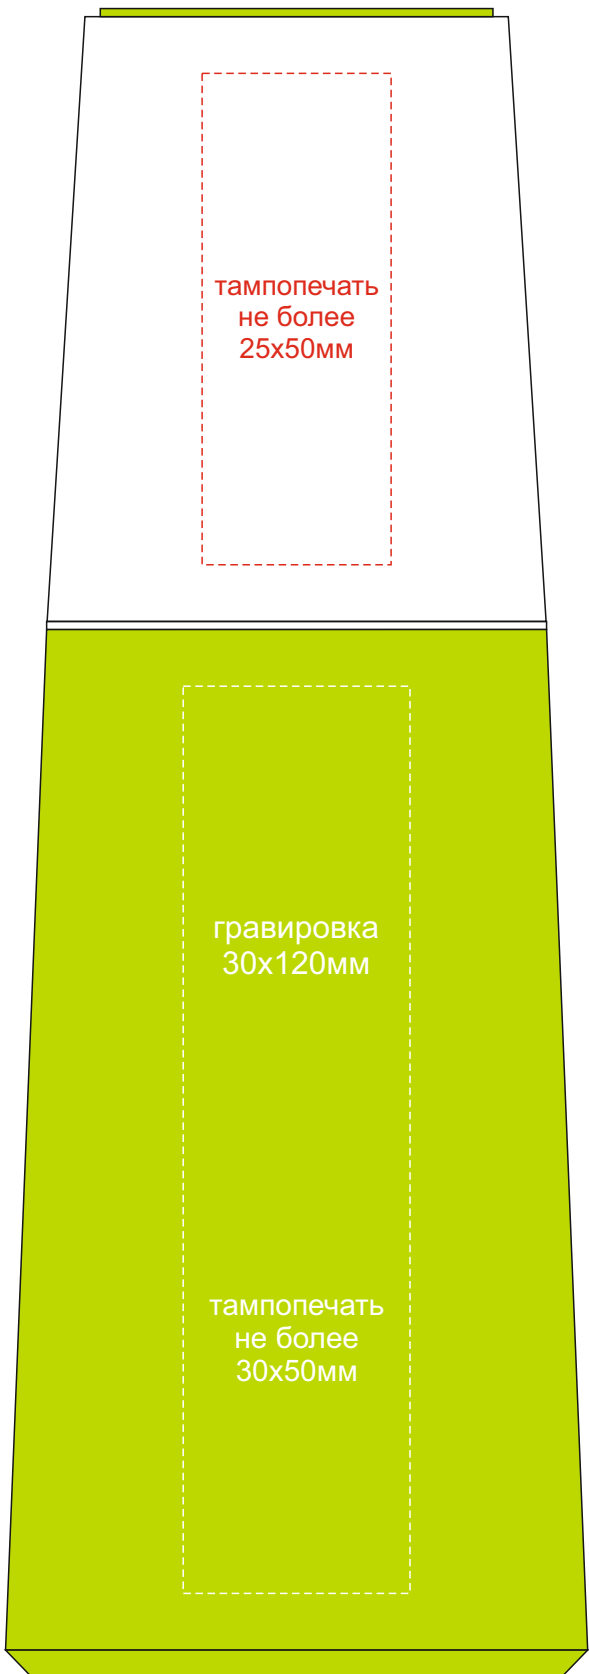 тампопечать
не более
25х50мм
гравировка
30х120мм
тампопечать
не более
30х50мм